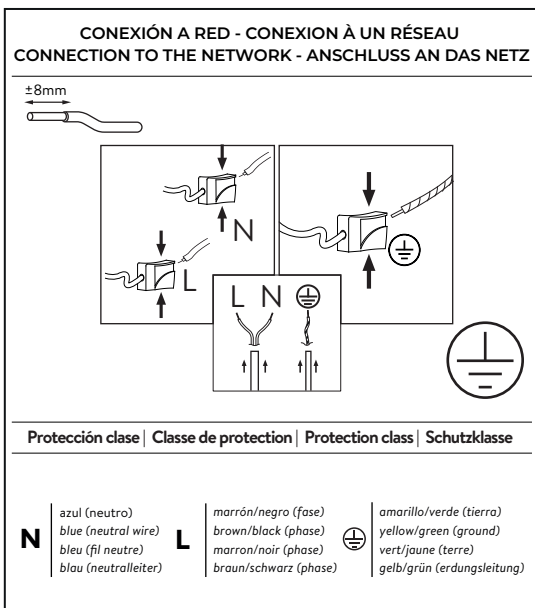 CONEXIÓN A RED - CONEXION À UN RÉSEAU
CONNECTION TO THE NETWORK - ANSCHLUSS AN DAS NETZ
±8mm
N
L
L N
Protección clase | Classe de protection | Protection class | Schutzklasse
N
azul (neutro)
blue (neutral wire)
bleu (fil neutre)
blau (neutralleiter)
L
marrón/negro (fase)
brown/black (phase)
marron/noir (phase)
braun/schwarz (phase)
amarillo/verde (tierra)
yellow/green (ground)
vert/jaune (terre)
gelb/grün (erdungsleitung)